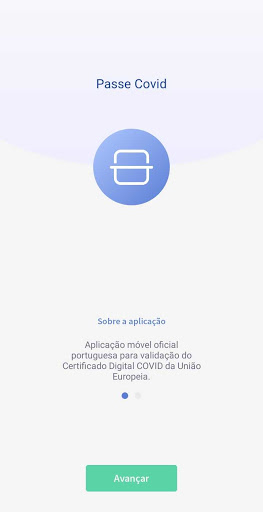 Passe Covid
Sobre a aplicação
Aplicação móvel oficial
portuguesa para validação do
Certificado Digital COVID da União
Europeia.
Avançar